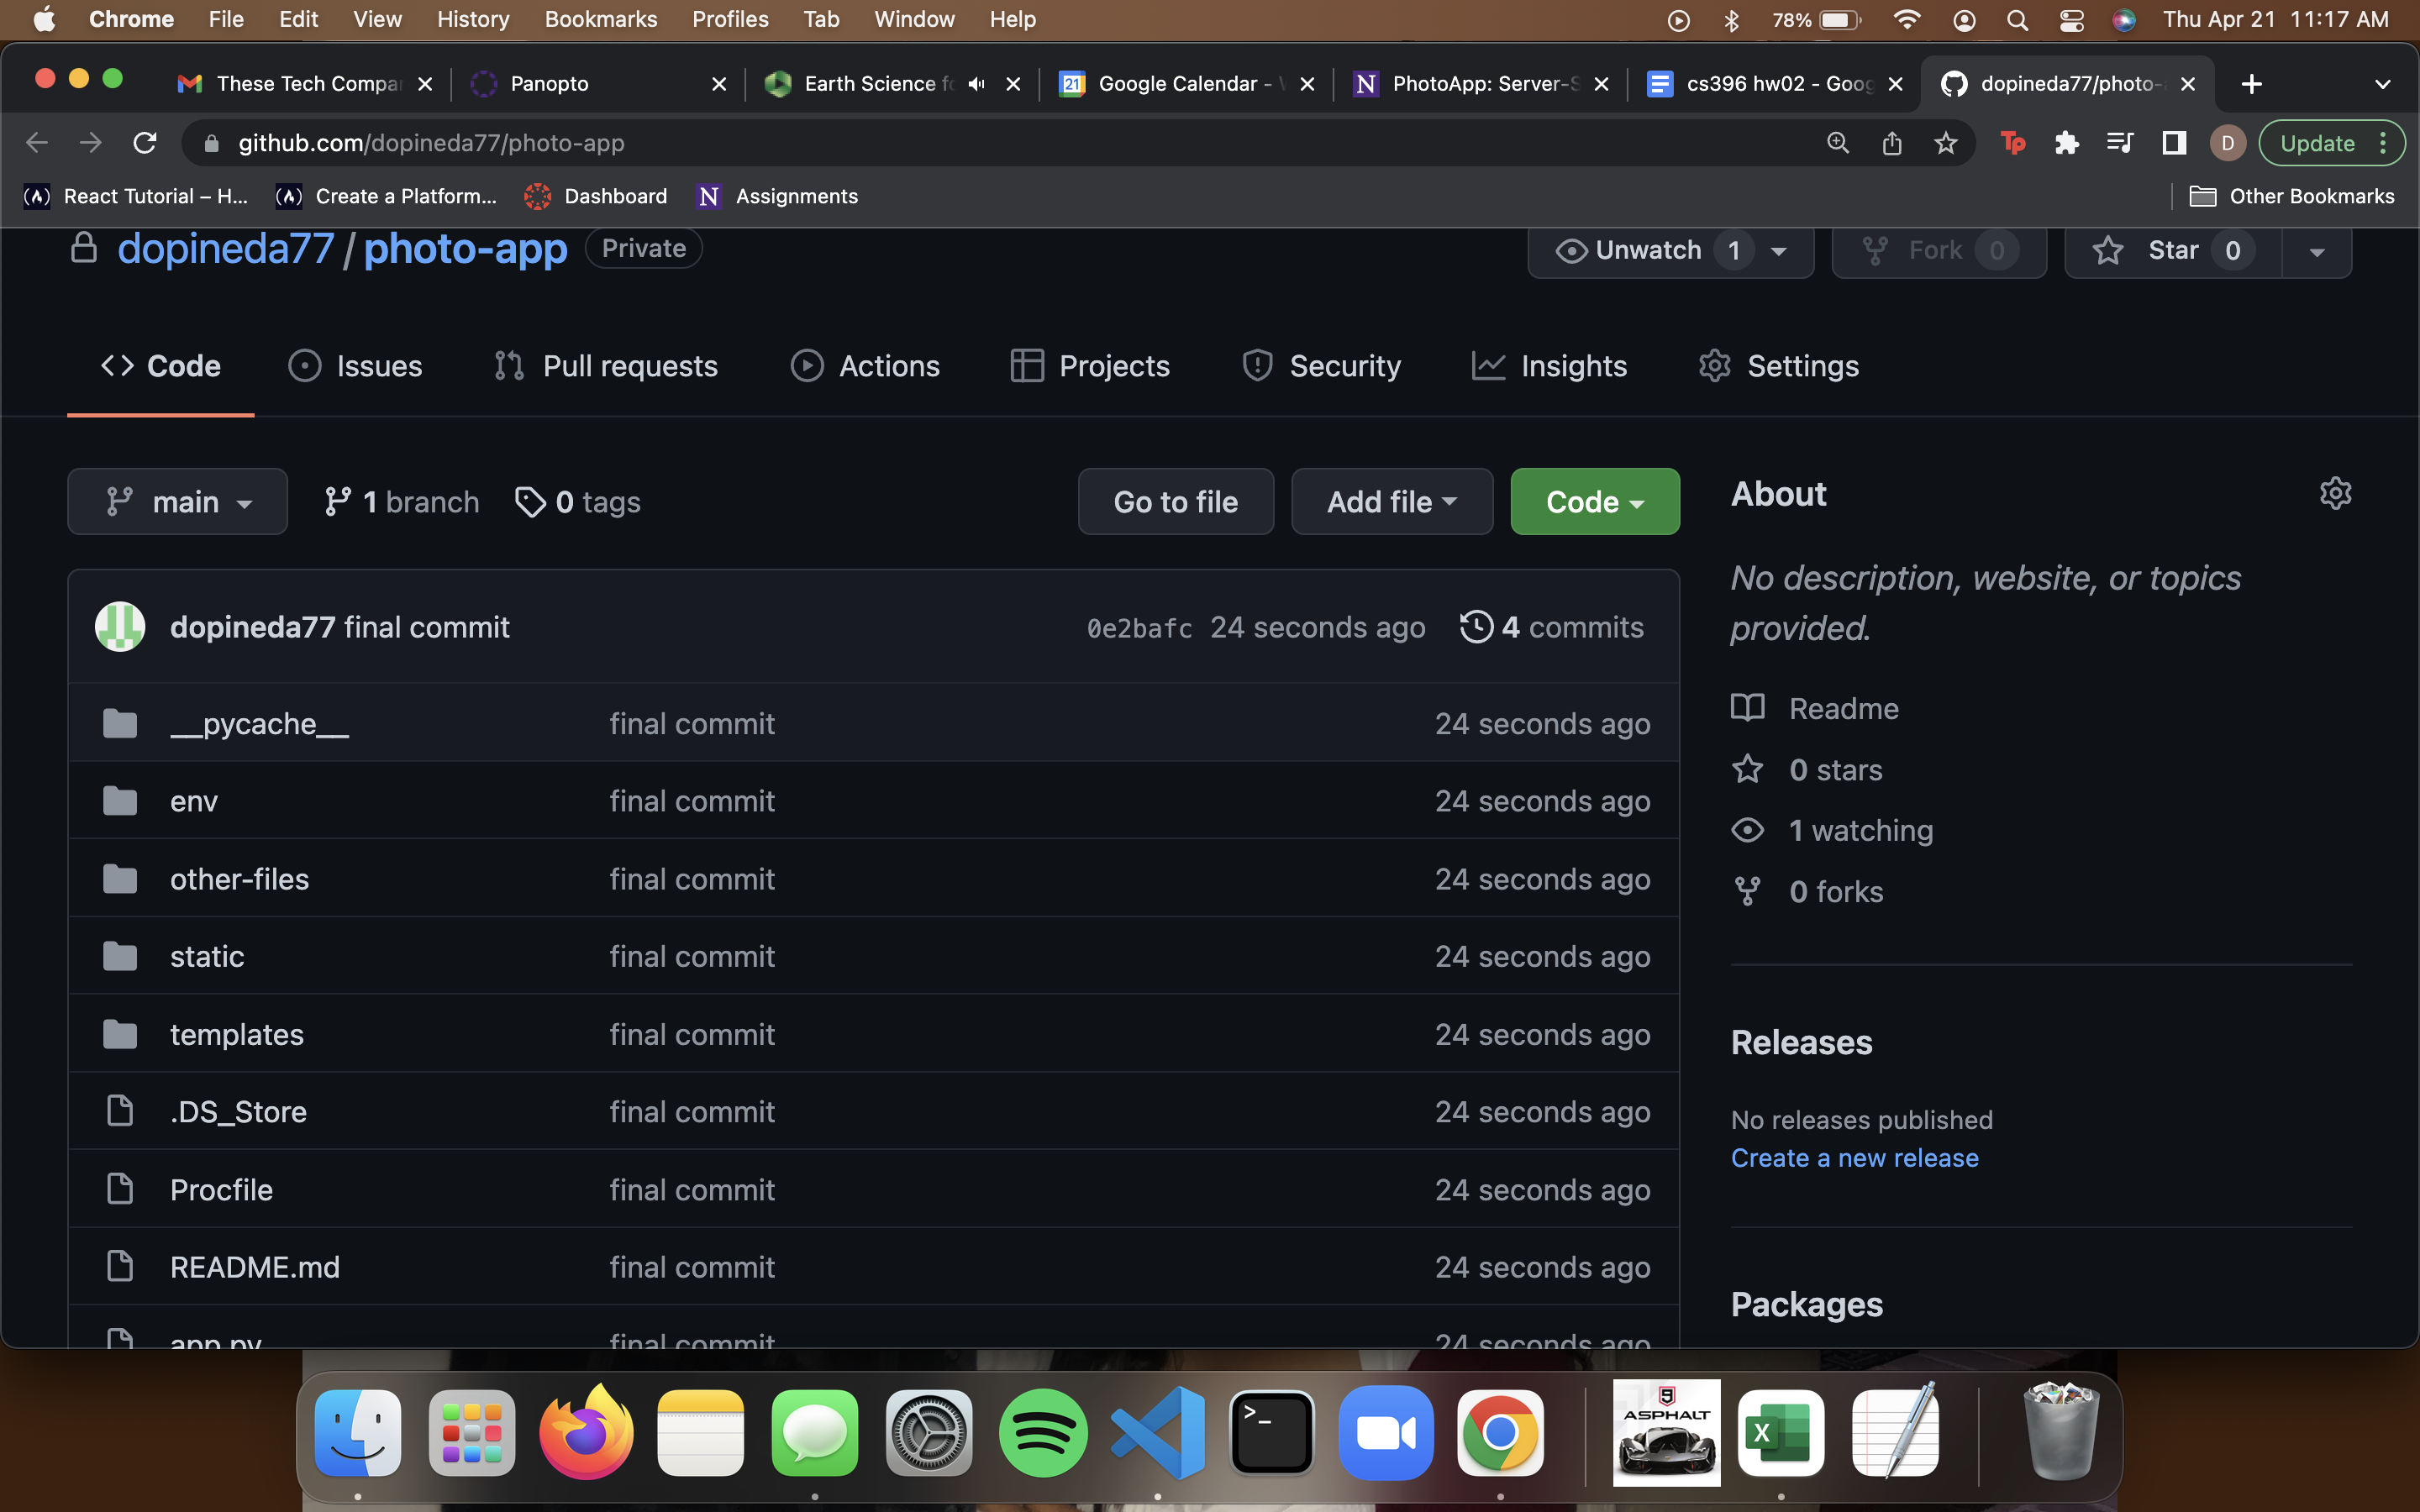 Chrome File Edit View History Bookmarks Profiles Tab Window Help 78% Thu Apr 21 11:17 AM
These Tech Compa Panopto Earth Science fo 21 Google Calendar - PhotoApp: Server-S cs396 hw02 - Goog dopineda77/photo-
github.com/dopineda77/photo-app Tp D Update
React Tutorial – H... Create a Platform... Dashboard N Assignments Other Bookmarks
dopineda77 / photo-app Private Unwatch 1 Fork 0 Star 0
Code Issues Pull requests Actions Projects Security Insights Settings
main 1 branch 0 tags Go to file Add file Code About
No description, website, or topics
provided.
dopineda77 final commit 0e2bafc 24 seconds ago 4 commits
__pycache__ final commit 24 seconds ago Readme
0 stars
env final commit 24 seconds ago
1 watching
other-files final commit 24 seconds ago 0 forks
static final commit 24 seconds ago
templates final commit 24 seconds ago Releases
.DS_Store final commit 24 seconds ago No releases published
Create a new release
Procfile final commit 24 seconds ago
README.md final commit 24 seconds ago
Packages
app.py final commit 24 seconds ago
>_ 9 ASPHALT X